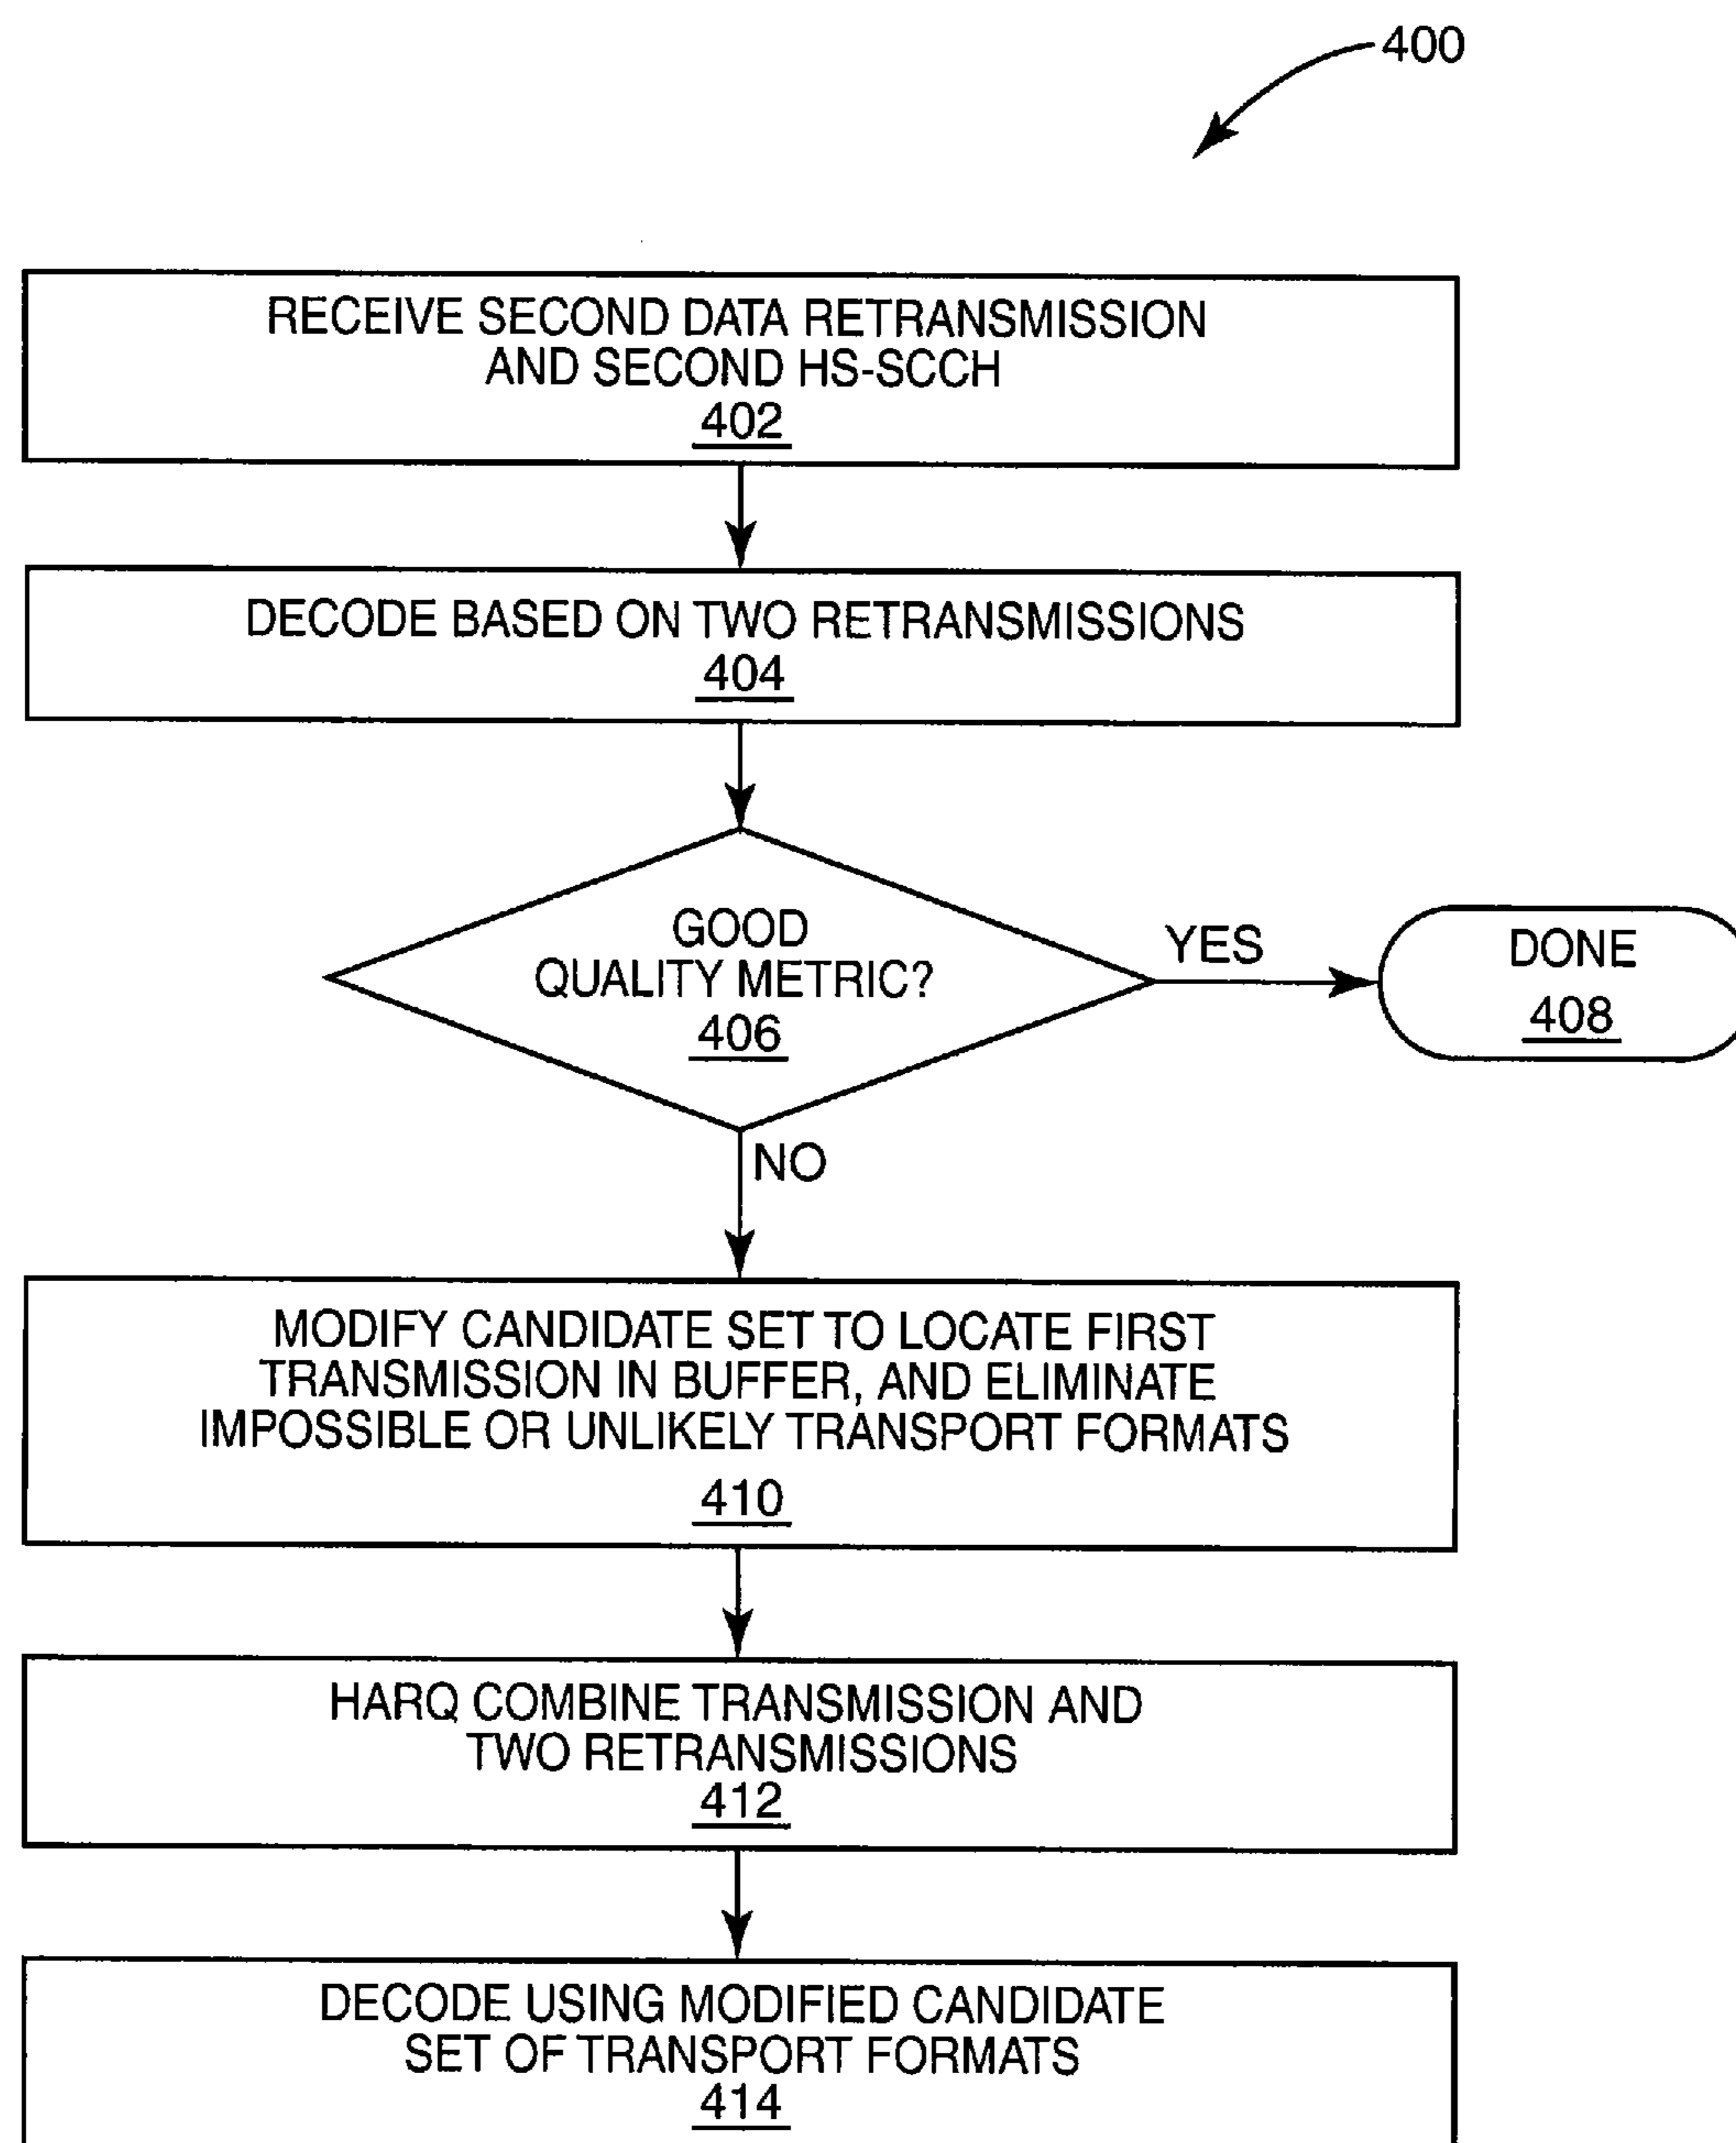 400
RECEIVE SECOND DATA RETRANSMISSION
AND SECOND HS-SCCH
402
DECODE BASED ON TWO RETRANSMISSIONS
404
GOOD
QUALITY METRIC?
406
YES
DONE
408
NO
MODIFY CANDIDATE SET TO LOCATE FIRST
TRANSMISSION IN BUFFER, AND ELIMINATE
IMPOSSIBLE OR UNLIKELY TRANSPORT FORMATS
410
HARQ COMBINE TRANSMISSION AND
TWO RETRANSMISSIONS
412
DECODE USING MODIFIED CANDIDATE
SET OF TRANSPORT FORMATS
414